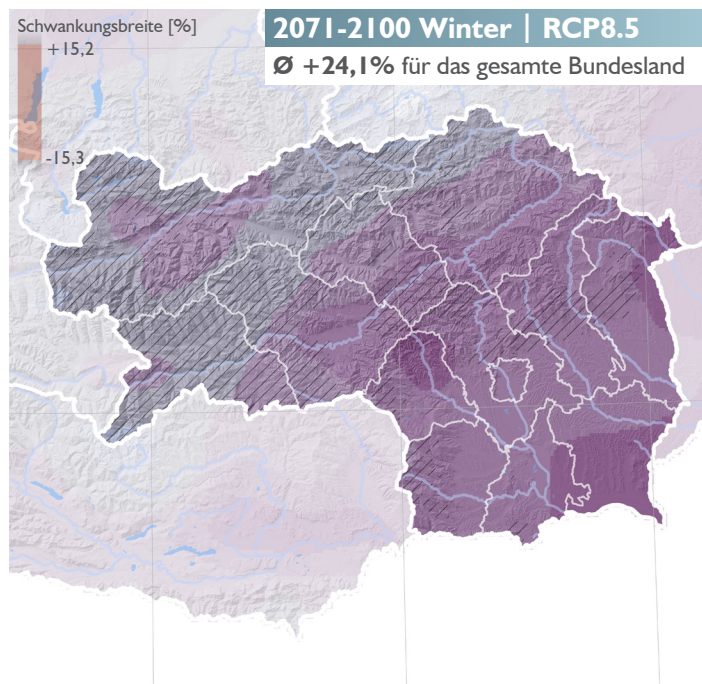 Schwankungsbreite [%]
+15,2
-15,3
2071-2100 Winter | RCP8.5
Ø +24,1% für das gesamte Bundesland